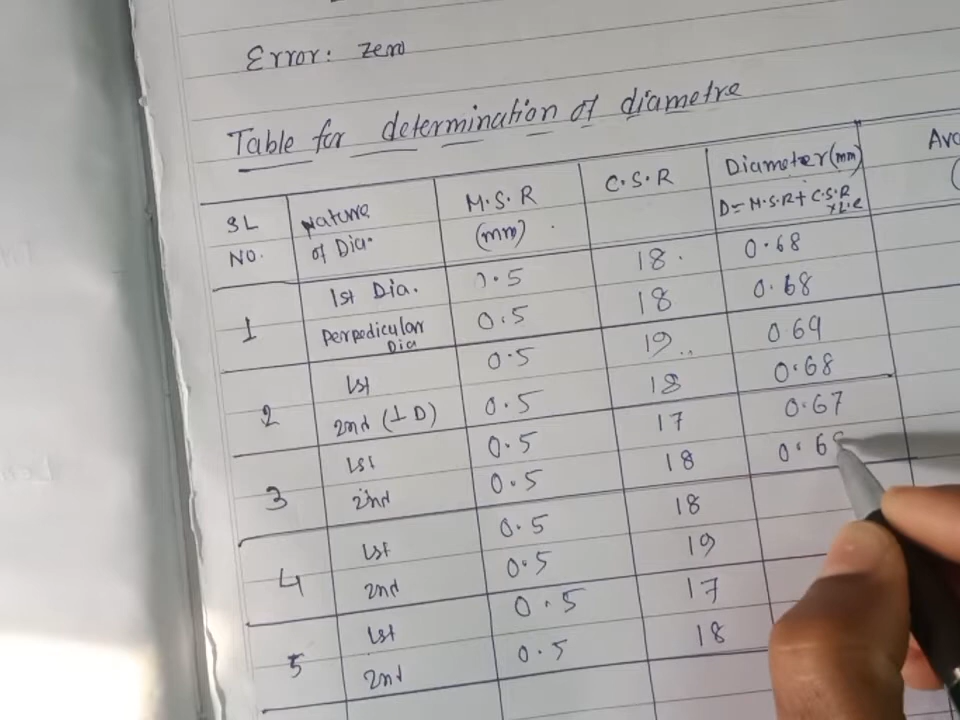 Error: zero
Table for determination of diametre
SL NO. Nature of Dia. M.S.R (mm) C.S.R Diameter (mm) D = M.S.R + C.S.R x L.C
1 1st Dia. 0.5 18. 0.68
Perpedicular Dia 0.5 18 0.68
2 1st 0.5 19 .. 0.69
2nd (⊥ D) 0.5 18 0.68
3 1st 0.5 17 0.67
2nd 0.5 18 0.6
4 1st 0.5 18
2nd 0.5 19
5 1st 0.5 17
2nd 0.5 18